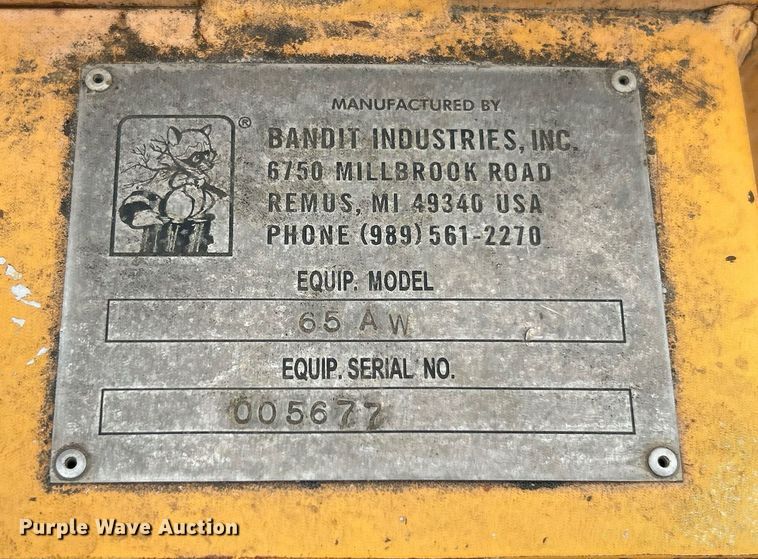 MANUFACTURED BY
BANDIT INDUSTRIES, INC.
6750 MILLBROOK ROAD
REMUS, MI 49340 USA
PHONE (989) 561-2270
®
EQUIP. MODEL
65 AW
EQUIP. SERIAL NO.
005677
Purple Wave Auction